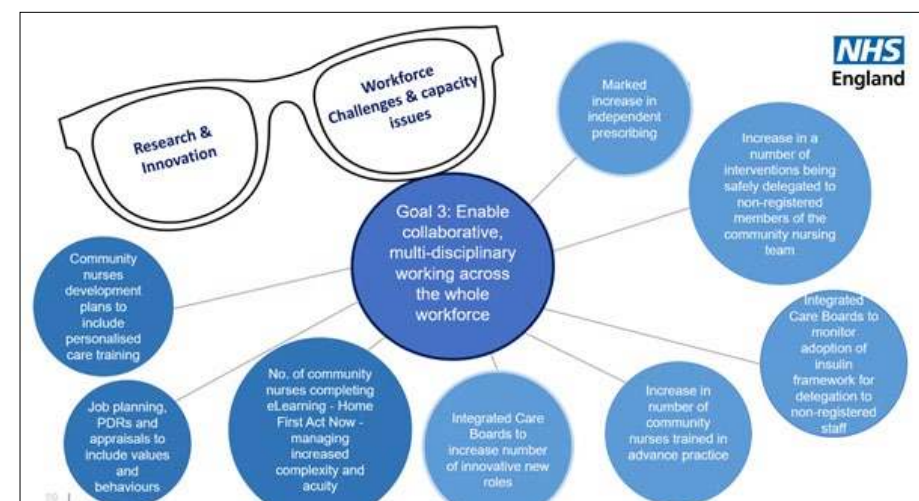 Research &
Innovation
Workforce
Challenges & capacity
issues
NHS
England
Marked
increase in
independent
prescribing
Increase in a
number of
interventions being
safely delegated to
non-registered
members of the
community nursing
team
Goal 3: Enable
collaborative,
multi-disciplinary
working across
the whole
workforce
Community
nurses
development
plans to
include
personalised
care training
Integrated
Care Boards to
monitor
adoption of
insulin
framework for
delegation to
non-registered
staff
Job planning,
PDRs and
appraisals to
include values
and
behaviours
No. of community
nurses completing
eLearning - Home
First Act Now -
managing
increased
complexity and
acuity
Integrated Care
Boards to
increase number
of innovative new
roles
Increase in
number of
community
nurses trained in
advance practice